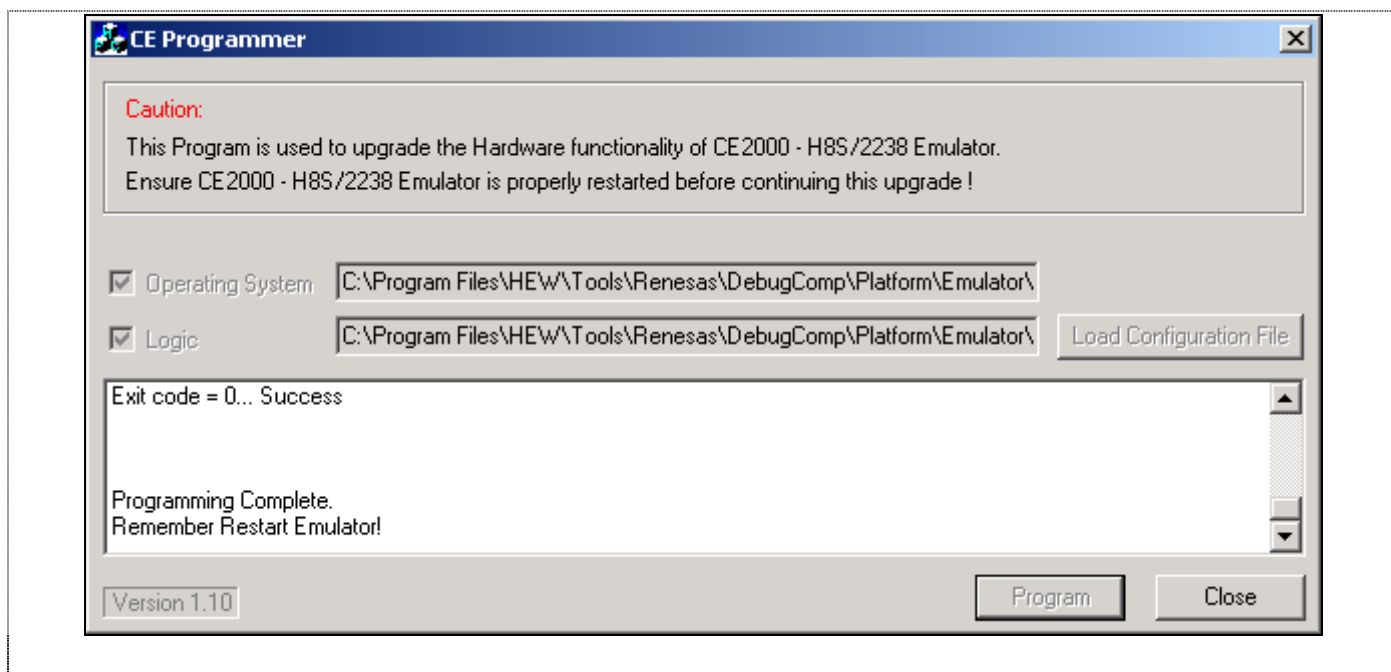 CE Programmer
Caution:
This Program is used to upgrade the Hardware functionality of CE2000 - H8S/2238 Emulator.
Ensure CE2000 - H8S/2238 Emulator is properly restarted before continuing this upgrade !
Operating System C:\Program Files\HEW\Tools\Renesas\DebugComp\Platform\Emulator\
Logic C:\Program Files\HEW\Tools\Renesas\DebugComp\Platform\Emulator\ Load Configuration File
Exit code = 0... Success
Programming Complete.
Remember Restart Emulator!
Version 1.10 Program Close